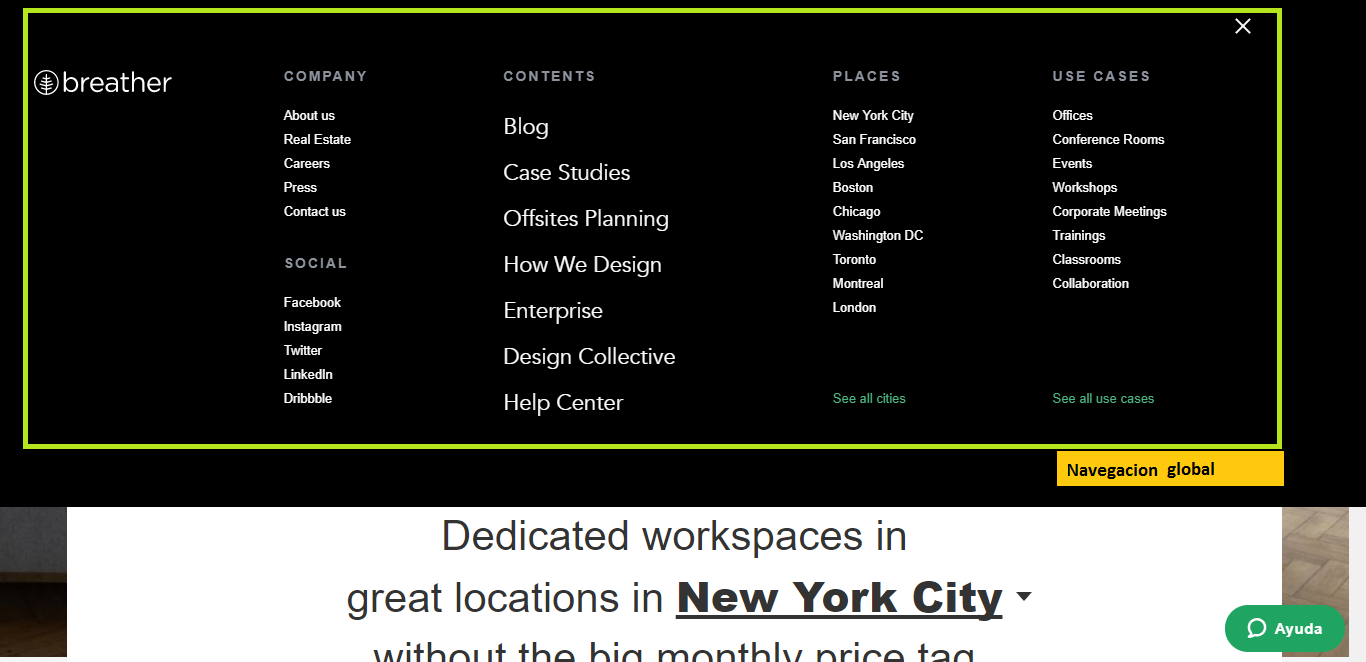 breather
COMPANY
About us
Real Estate
Careers
Press
Contact us
SOCIAL
Facebook
Instagram
Twitter
LinkedIn
Dribbble
CONTENTS
Blog
Case Studies
Offsites Planning
How We Design
Enterprise
Design Collective
Help Center
PLACES
New York City
San Francisco
Los Angeles
Boston
Chicago
Washington DC
Toronto
Montreal
London
See all cities
USE CASES
Offices
Conference Rooms
Events
Workshops
Corporate Meetings
Trainings
Classrooms
Collaboration
See all use cases
Navegacion global
Dedicated workspaces in
great locations in New York City
without the big monthly price tag
Ayuda